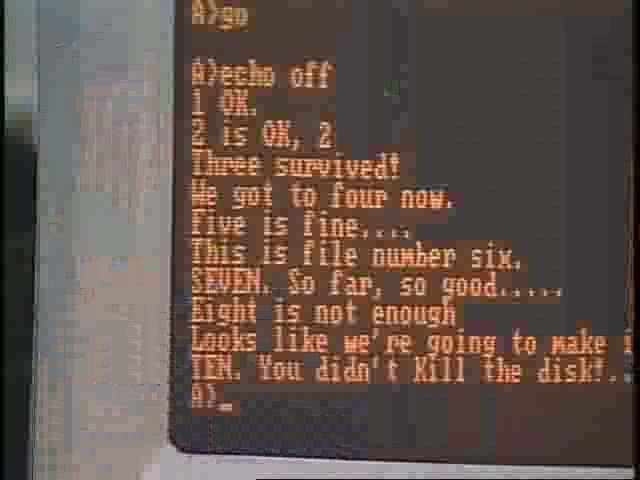 A>go
A>echo off
1 OK.
2 is OK, 2
Three survived!
We got to four now.
Five is fine....
This is file number six.
SEVEN. So far, so good.....
Eight is not enough
Looks like we're going to make i
TEN. You didn't Kill the disk!..
A>_